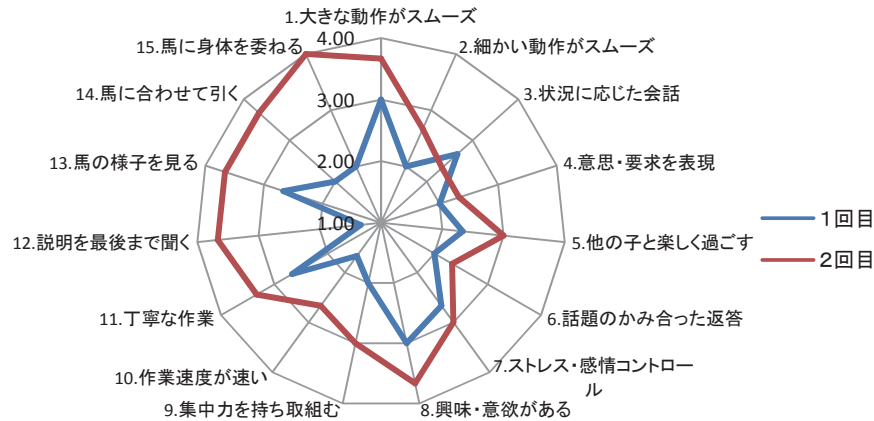 1.大きな動作がスムーズ
2.細かい動作がスムーズ
3.状況に応じた会話
4.意思・要求を表現
5.他の子と楽しく過ごす
6.話題のかみ合った返答
7.ストレス・感情コントロー
ル
8.興味・意欲がある
9.集中力を持ち取組む
10.作業速度が速い
11.丁寧な作業
12.説明を最後まで聞く
13.馬の様子を見る
14.馬に合わせて引く
15.馬に身体を委ねる
4.00
3.00
2.00
1.00
1回目
2回目